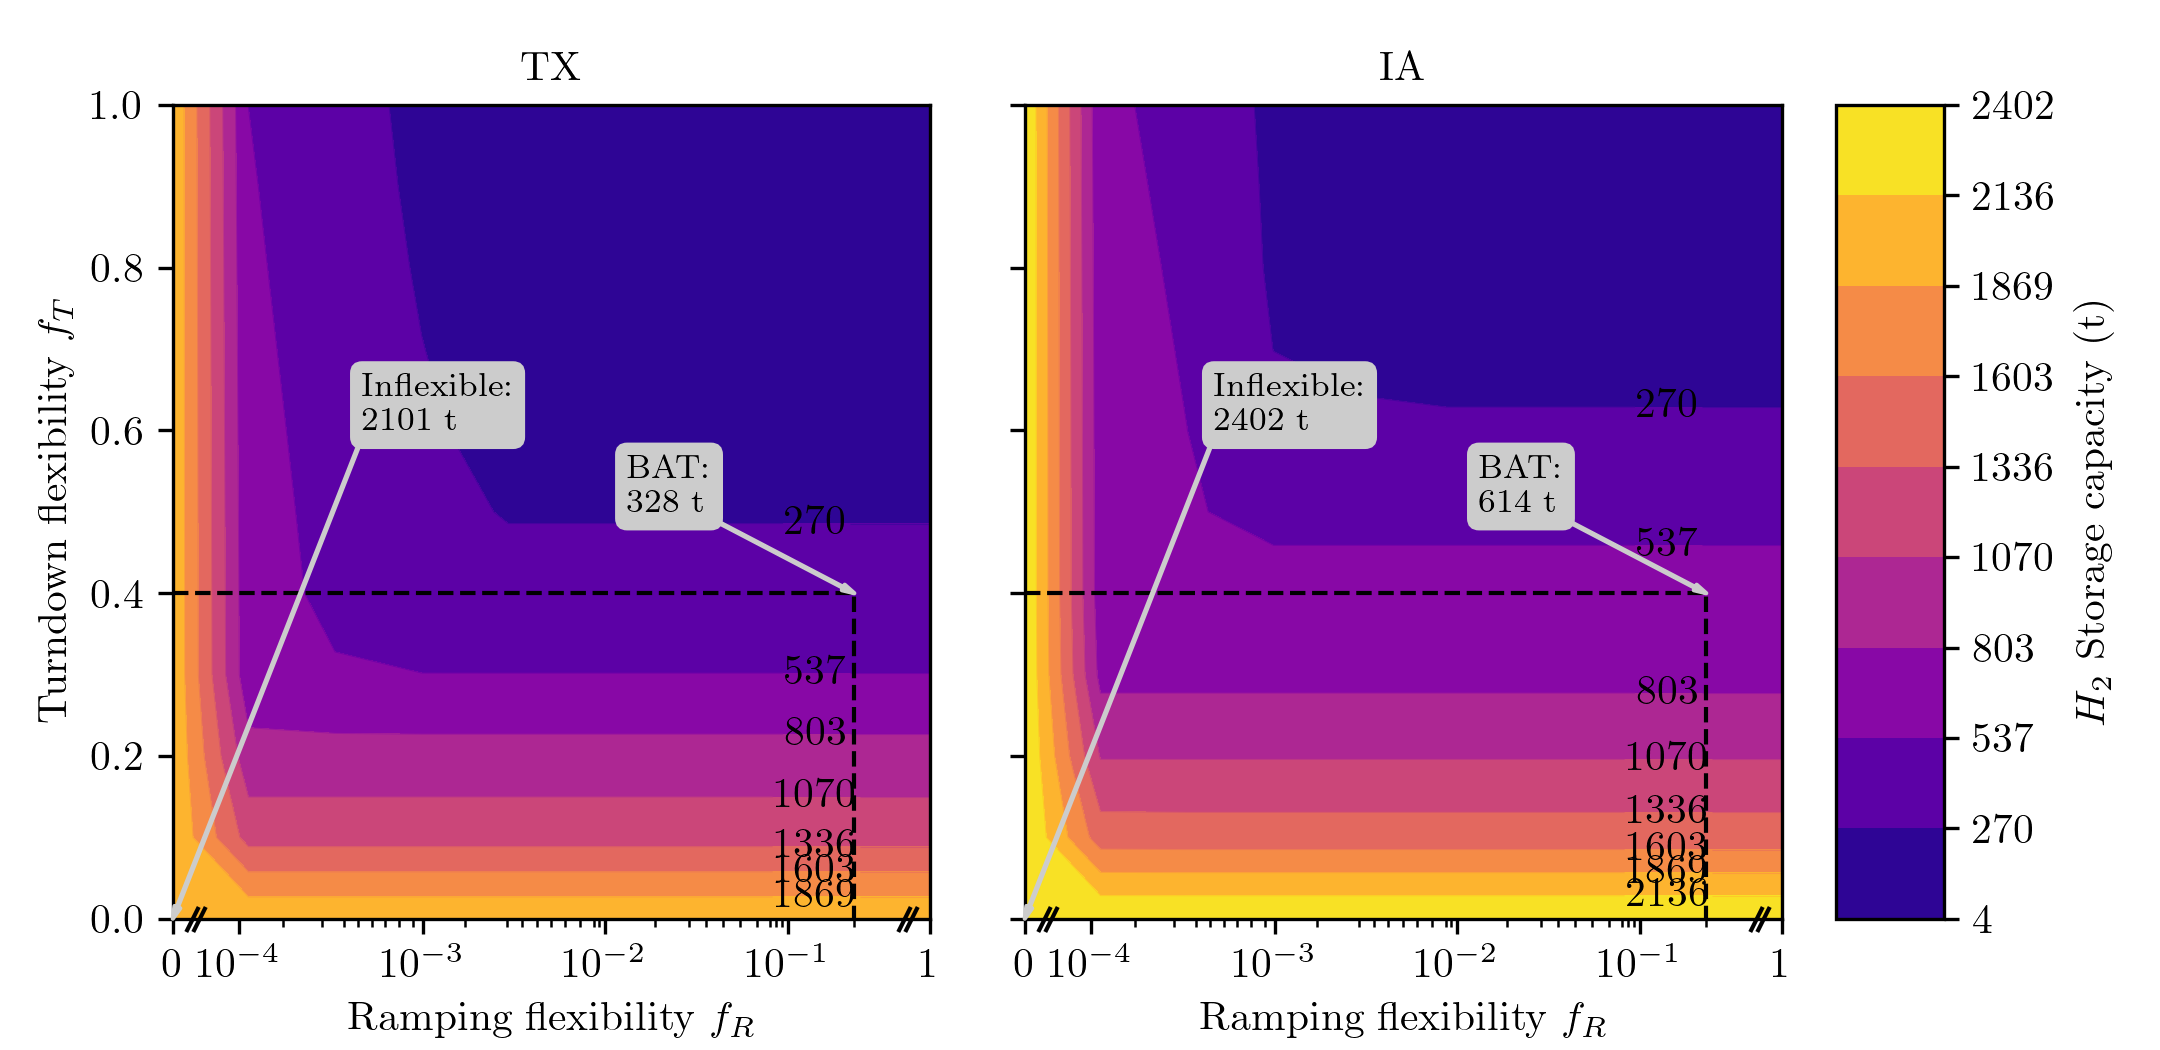 TX
IA
1.0
0.8
0.6
0.4
0.2
0.0
Turndown flexibility f_T
Inflexible:
2101 t
BAT:
328 t
270
537
803
1070
1336
1603
1869
0 10⁻⁴ 10⁻³ 10⁻² 10⁻¹ 1
Ramping flexibility f_R
Inflexible:
2402 t
BAT:
614 t
270
537
803
1070
1336
1603
1869
2136
0 10⁻⁴ 10⁻³ 10⁻² 10⁻¹ 1
Ramping flexibility f_R
2402
2136
1869
1603
1336
1070
803
537
270
4
H₂ Storage capacity (t)